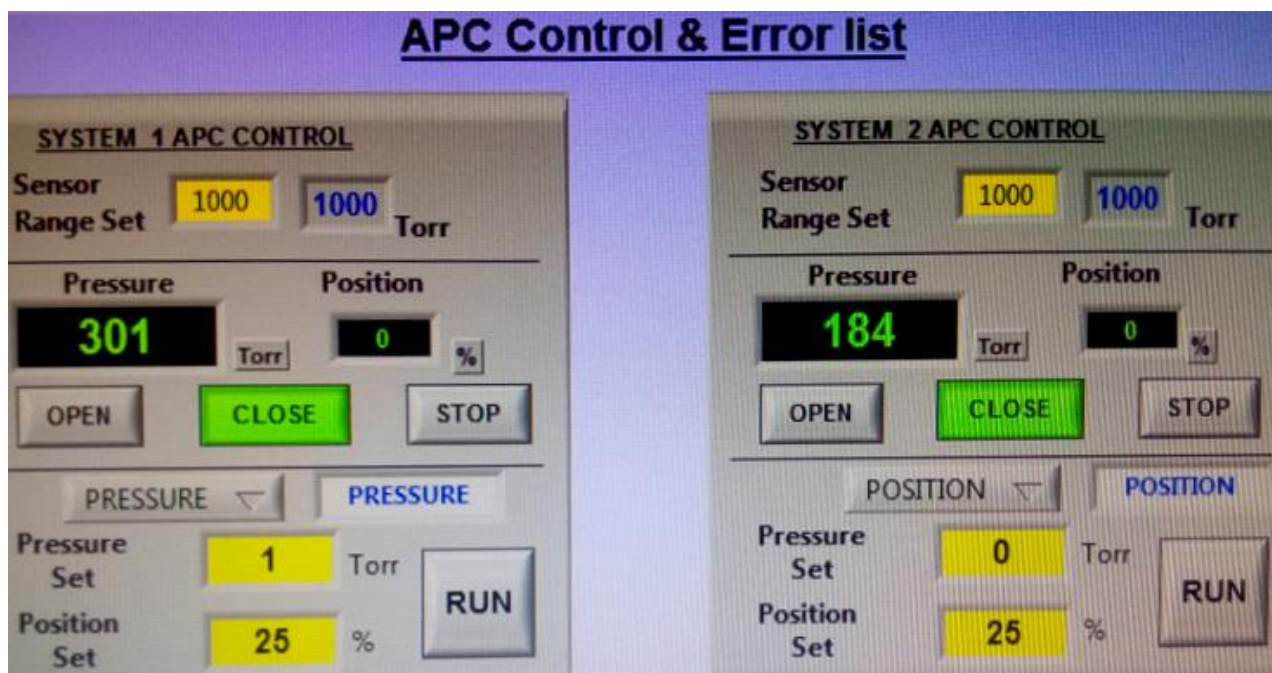 APC Control & Error list
SYSTEM 1 APC CONTROL
Sensor
Range Set
1000
1000
Torr
Pressure
Position
301
Torr
0
%
OPEN
CLOSE
STOP
PRESSURE
PRESSURE
Pressure
Set
1
Torr
Position
Set
25
%
RUN
SYSTEM 2 APC CONTROL
Sensor
Range Set
1000
1000
Torr
Pressure
Position
184
Torr
0
%
OPEN
CLOSE
STOP
POSITION
POSITION
Pressure
Set
0
Torr
Position
Set
25
%
RUN